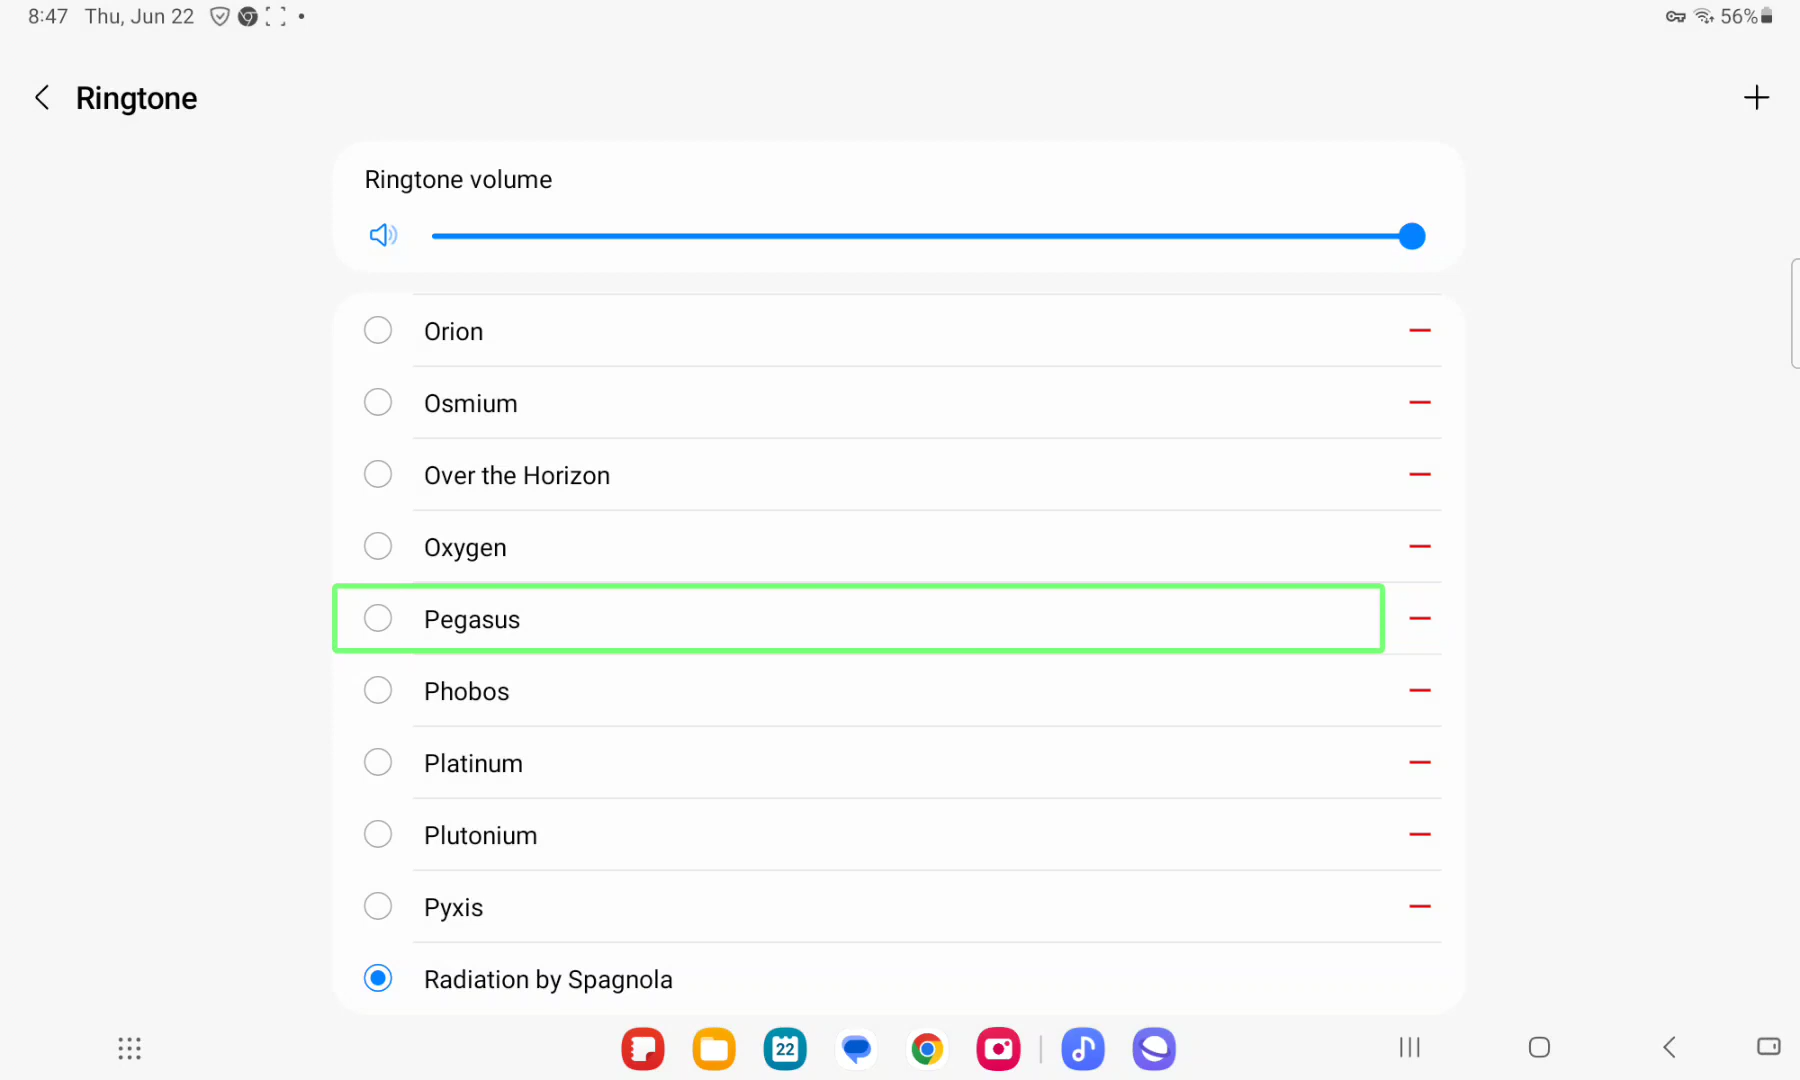 8:47 Thu, Jun 22 56%
Ringtone
Ringtone volume
Orion
Osmium
Over the Horizon
Oxygen
Pegasus
Phobos
Platinum
Plutonium
Pyxis
Radiation by Spagnola
22